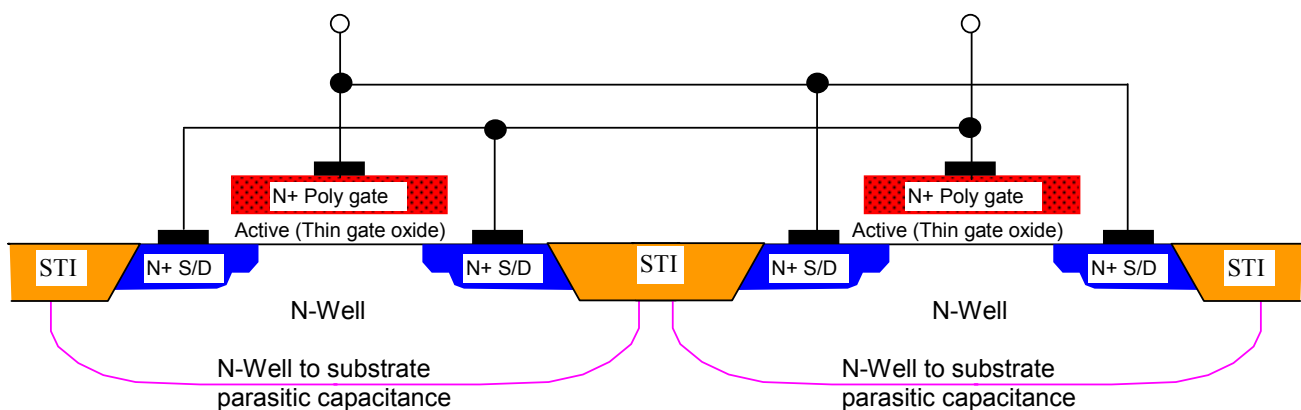 N+ Poly gate
N+ Poly gate
Active (Thin gate oxide)
Active (Thin gate oxide)
STI
N+ S/D
N+ S/D
STI
N+ S/D
N+ S/D
STI
N-Well
N-Well
N-Well to substrate
parasitic capacitance
N-Well to substrate
parasitic capacitance